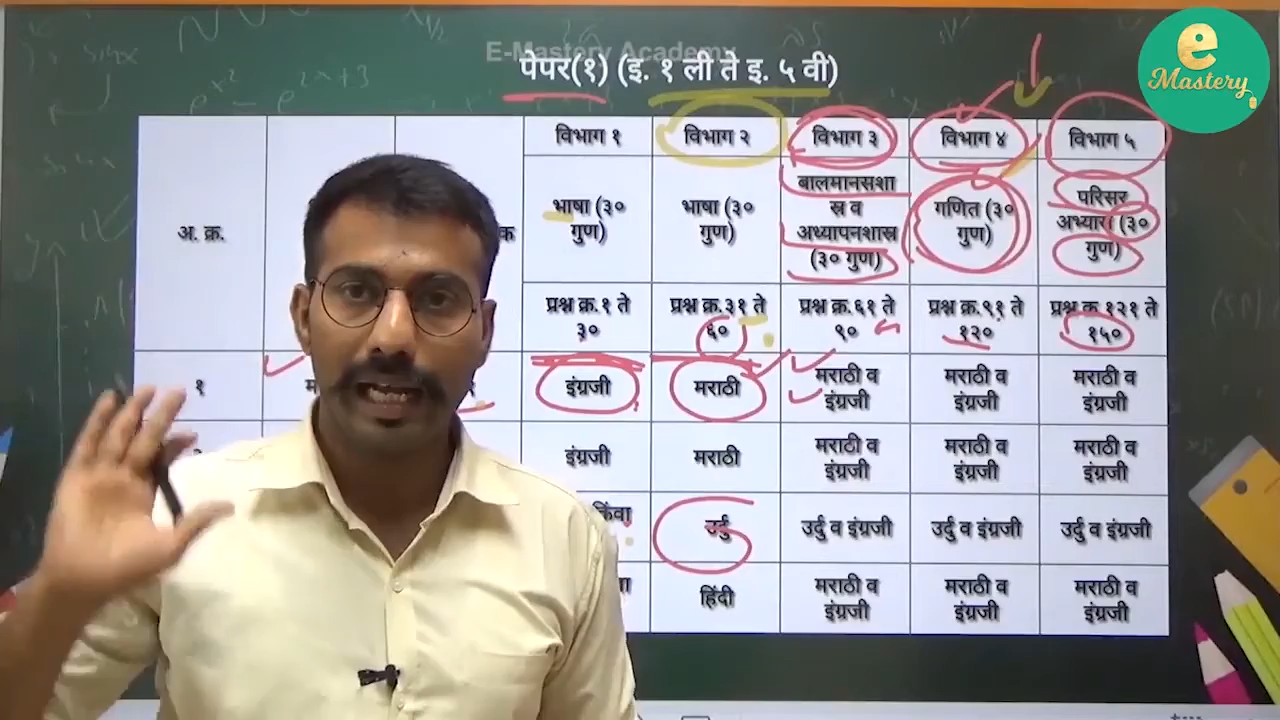 E-Mastery Academy
पेपर(१) (इ. १ ली ते इ. ५ वी)
e
Mastery
विभाग १
विभाग २
विभाग ३
विभाग ४
विभाग ५
अ. क्र.
क
भाषा (३०
गुण)
भाषा (३०
गुण)
बालमानसशा
स्त्र व
अध्यापनशास्त्र
(३० गुण)
गणित (३०
गुण)
परिसर
अभ्यास (३०
गुण)
प्रश्न क्र.१ ते
३०
प्रश्न क्र.३१ ते
६०
प्रश्न क्र.६१ ते
९०
प्रश्न क्र.९१ ते
१२०
प्रश्न क्र.१२१ ते
१५०
१
म
इंग्रजी
मराठी
मराठी व
इंग्रजी
मराठी व
इंग्रजी
मराठी व
इंग्रजी
इंग्रजी
मराठी
मराठी व
इंग्रजी
मराठी व
इंग्रजी
मराठी व
इंग्रजी
किंवा
उर्दु
उर्दु व इंग्रजी
उर्दु व इंग्रजी
उर्दु व इंग्रजी
हिंदी
मराठी व
इंग्रजी
मराठी व
इंग्रजी
मराठी व
इंग्रजी